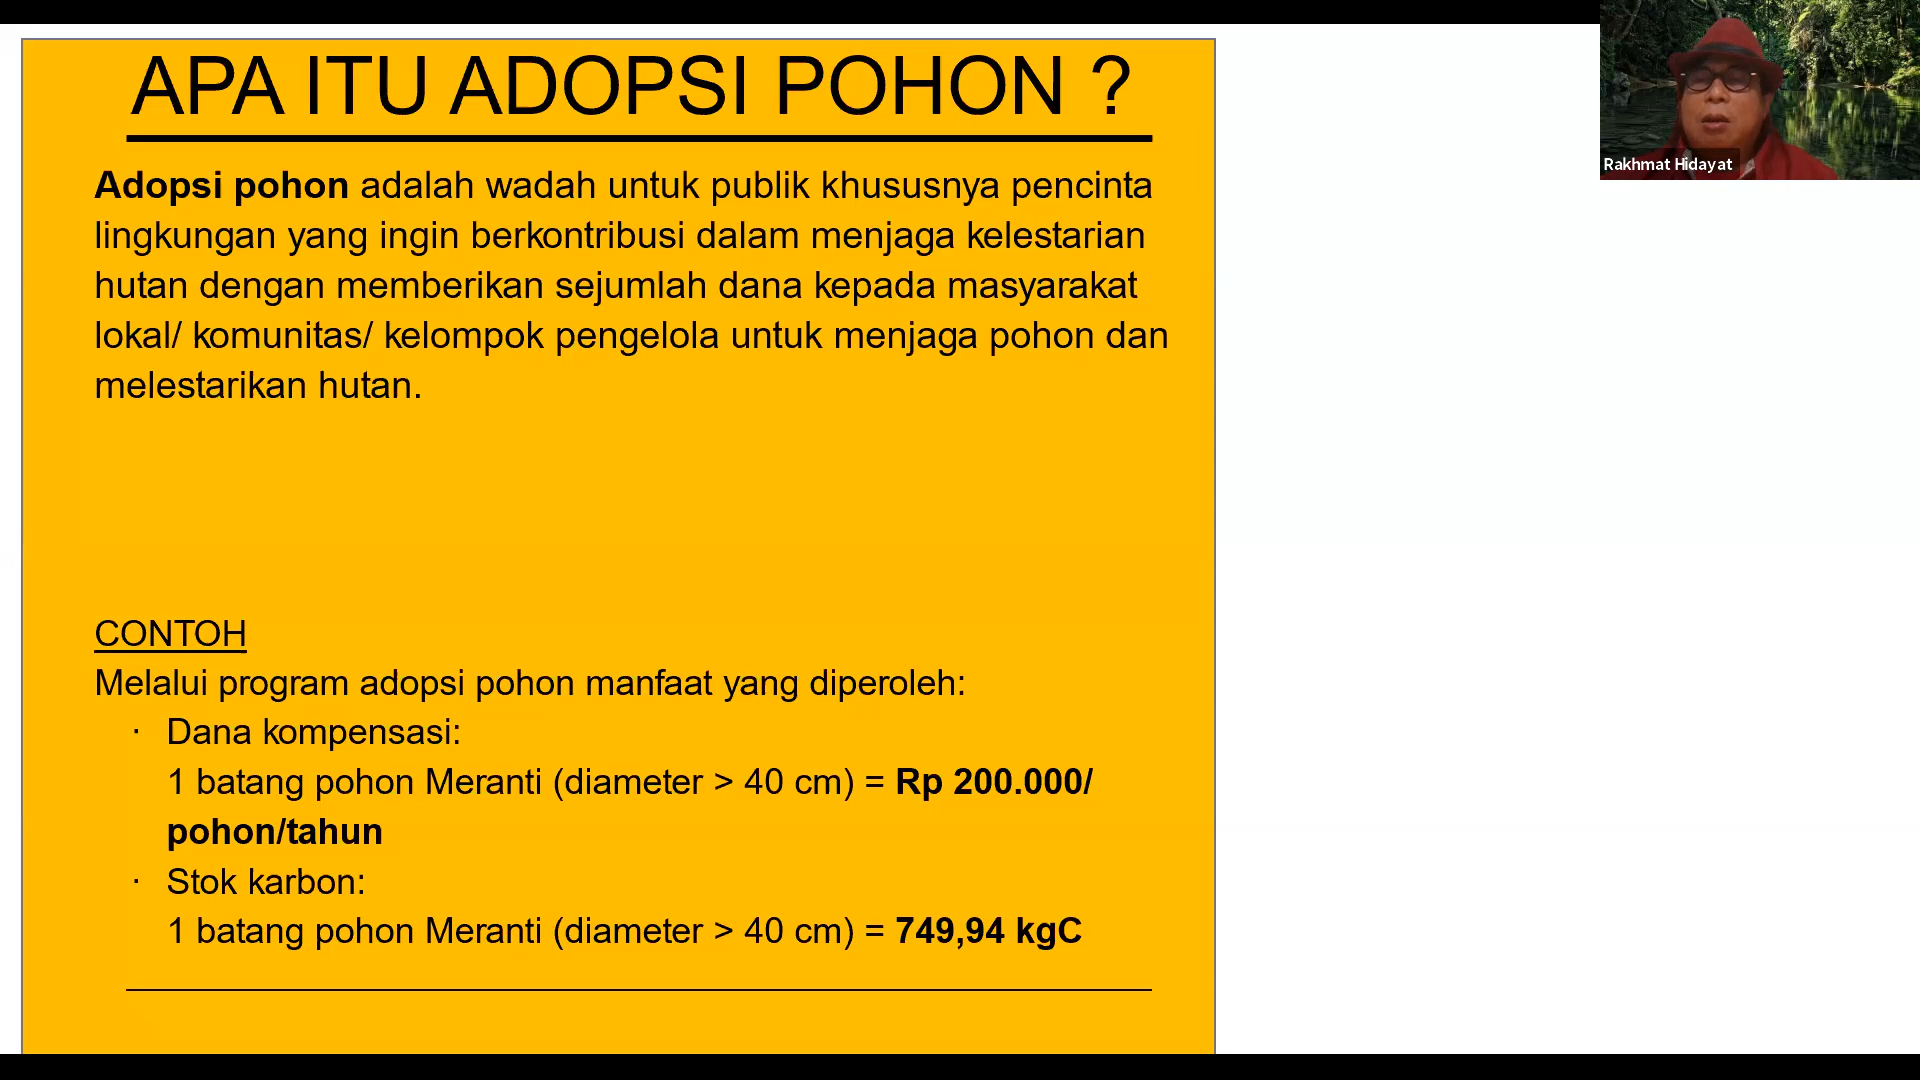 APA ITU ADOPSI POHON ?
Adopsi pohon adalah wadah untuk publik khususnya pencinta
lingkungan yang ingin berkontribusi dalam menjaga kelestarian
hutan dengan memberikan sejumlah dana kepada masyarakat
lokal/ komunitas/ kelompok pengelola untuk menjaga pohon dan
melestarikan hutan.
CONTOH
Melalui program adopsi pohon manfaat yang diperoleh:
· Dana kompensasi:
1 batang pohon Meranti (diameter > 40 cm) = Rp 200.000/
pohon/tahun
· Stok karbon:
1 batang pohon Meranti (diameter > 40 cm) = 749,94 kgC
Rakhmat Hidayat